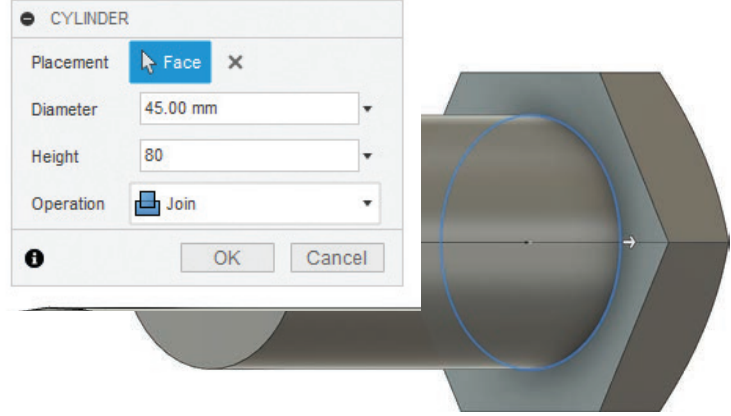 CYLINDER
Placement Face
Diameter 45.00 mm
Height 80
Operation Join
OK Cancel